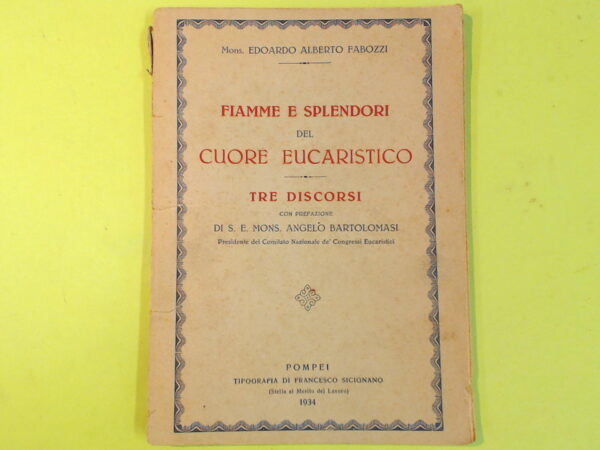 Mons. EDOARDO ALBERTO FABOZZI
FIAMME E SPLENDORI
DEL
CUORE EUCARISTICO
TRE DISCORSI
CON PREFAZIONE
DI S. E. MONS. ANGELO BARTOLOMASI
Presidente del Comitato Nazionale de' Congressi Eucaristici
POMPEI
TIPOGRAFIA DI FRANCESCO SICIGNANO
(Stella al Merito del Lavoro)
1934